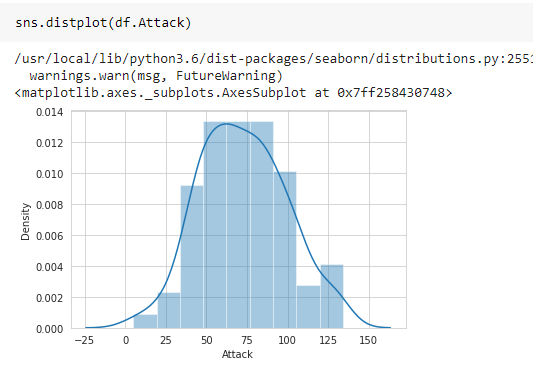 sns.distplot(df.Attack)
/usr/local/lib/python3.6/dist-packages/seaborn/distributions.py:2551
warnings.warn(msg, FutureWarning)
<matplotlib.axes._subplots.AxesSubplot at 0x7ff258430748>
0.014
0.012
0.010
0.008
0.006
0.004
0.002
0.000
Density
−25 0 25 50 75 100 125 150
Attack